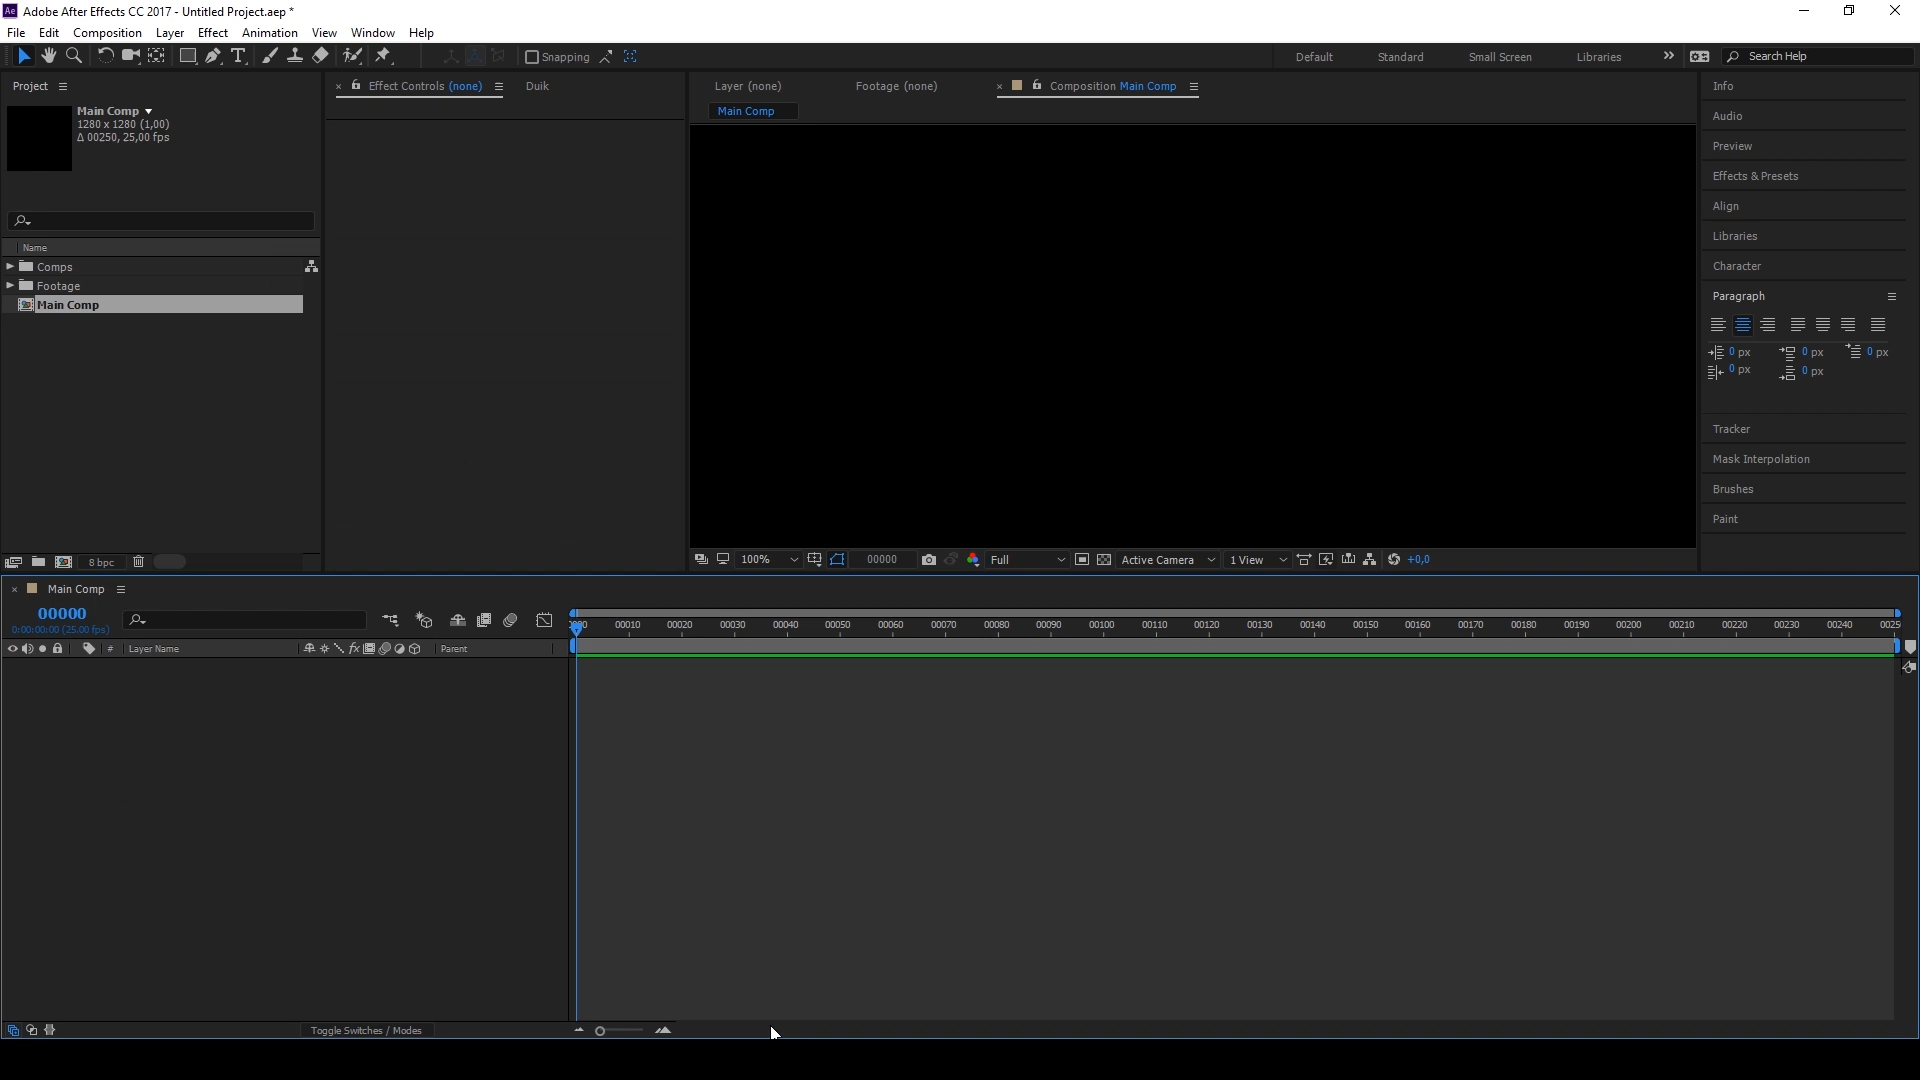 Adobe After Effects CC 2017 - Untitled Project.aep *
File Edit Composition Layer Effect Animation View Window Help
Snapping
Default Standard Small Screen Libraries Search Help
Project
Main Comp
1280 x 1280 (1,00)
Δ 00250, 25,00 fps
Name
Comps
Footage
Main Comp
8 bpc
Effect Controls (none) Duik
Layer (none) Footage (none) Composition Main Comp
Main Comp
100% 00000 Full Active Camera 1 View +0,0
Info
Audio
Preview
Effects & Presets
Align
Libraries
Character
Paragraph
0 px 0 px 0 px
0 px 0 px
Tracker
Mask Interpolation
Brushes
Paint
Main Comp
00000
0:00:00:00 (25.00 fps)
00010 00020 00030 00040 00050 00060 00070 00080 00090 00100 00110 00120 00130 00140 00150 00160 00170 00180 00190 00200 00210 00220 00230 00240 0025
# Layer Name fx Parent
Toggle Switches / Modes